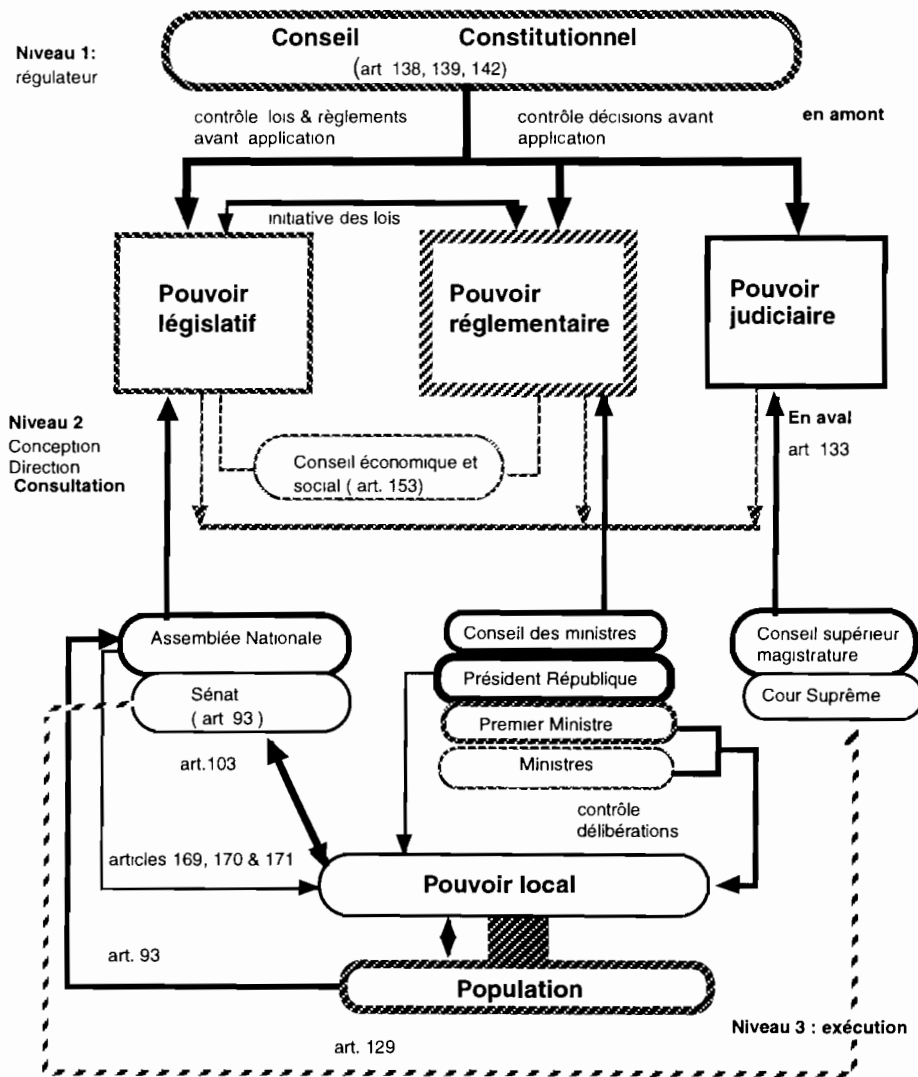 Niveau 1:
régulateur
Conseil Constitutionnel
(art 138, 139, 142)
contrôle lois & règlements
avant application
contrôle décisions avant
application
en amont
initiative des lois
Pouvoir
législatif
Pouvoir
réglementaire
Pouvoir
judiciaire
Niveau 2
Conception
Direction
Consultation
Conseil économique et
social ( art. 153)
En aval
art 133
Assemblée Nationale
Sénat
( art 93 )
Conseil des ministres
Président République
Premier Ministre
Ministres
Conseil supérieur
magistrature
Cour Suprême
art.103
contrôle
délibérations
articles 169, 170 & 171
Pouvoir local
art. 93
Population
Niveau 3 : exécution
art. 129